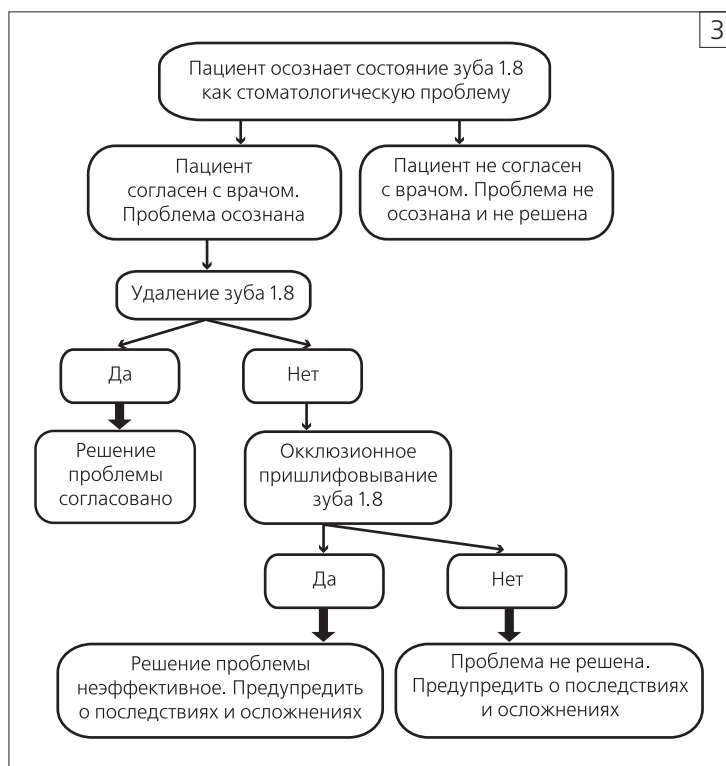 3
Пациент осознает состояние зуба 1.8
как стоматологическую проблему
Пациент
согласен с врачом.
Проблема осознана
Пациент не согласен
с врачом. Проблема не
осознана и не решена
Удаление зуба 1.8
Да
Нет
Решение
проблемы
согласовано
Окклюзионное
пришлифовывание
зуба 1.8
Да
Нет
Решение проблемы
неэффективное. Предупредить
о последствиях и осложнениях
Проблема не решена.
Предупредить о последствиях
и осложнениях